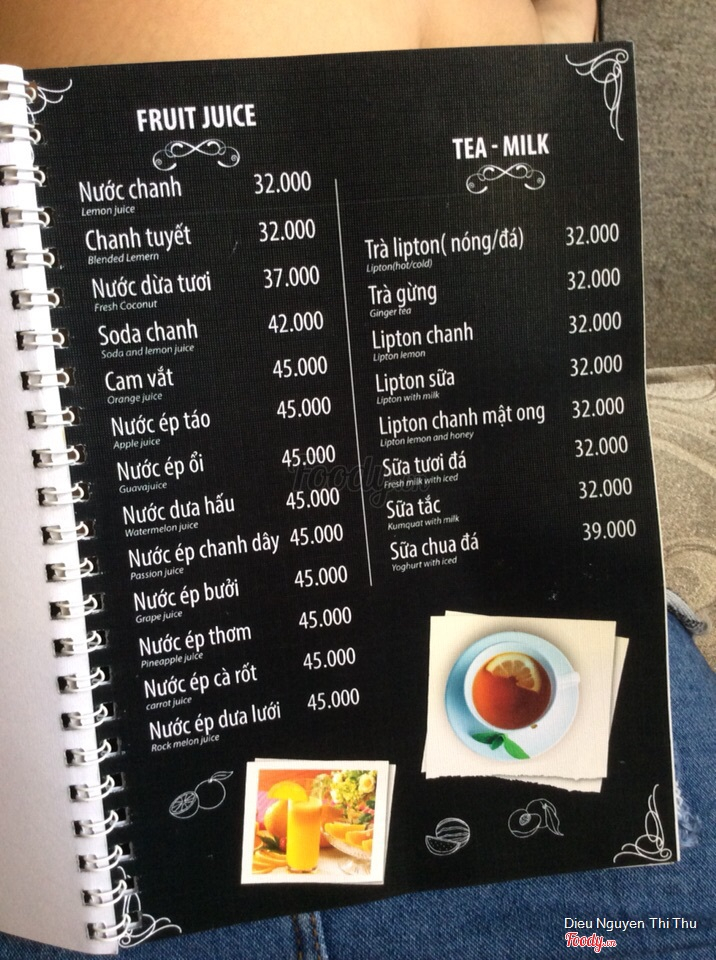 FRUIT JUICE
Nước chanh 32.000
Lemon juice
Chanh tuyết 32.000
Blended Lemern
Nước dừa tươi 37.000
Fresh Coconut
Soda chanh 42.000
Soda and lemon juice
Cam vắt 45.000
Orange juice
Nước ép táo 45.000
Apple juice
Nước ép ổi 45.000
Guavajuice
Nước dưa hấu 45.000
Watermelon juice
Nước ép chanh dây 45.000
Passion juice
Nước ép bưởi 45.000
Grape juice
Nước ép thơm 45.000
Pineapple juice
Nước ép cà rốt 45.000
carrot juice
Nước ép dưa lưới 45.000
Rock melon juice
TEA - MILK
Trà lipton( nóng/đá) 32.000
Lipton(hot/cold)
Trà gừng 32.000
Ginger tea
Lipton chanh 32.000
Lipton lemon
Lipton sữa 32.000
Lipton with milk
Lipton chanh mật ong 32.000
Lipton lemon and honey
Sữa tươi đá 32.000
Fresh milk with iced
Sữa tắc 32.000
Kumquat with milk
Sữa chua đá 39.000
Yoghurt with iced
Dieu Nguyen Thi Thu
Foody.vn